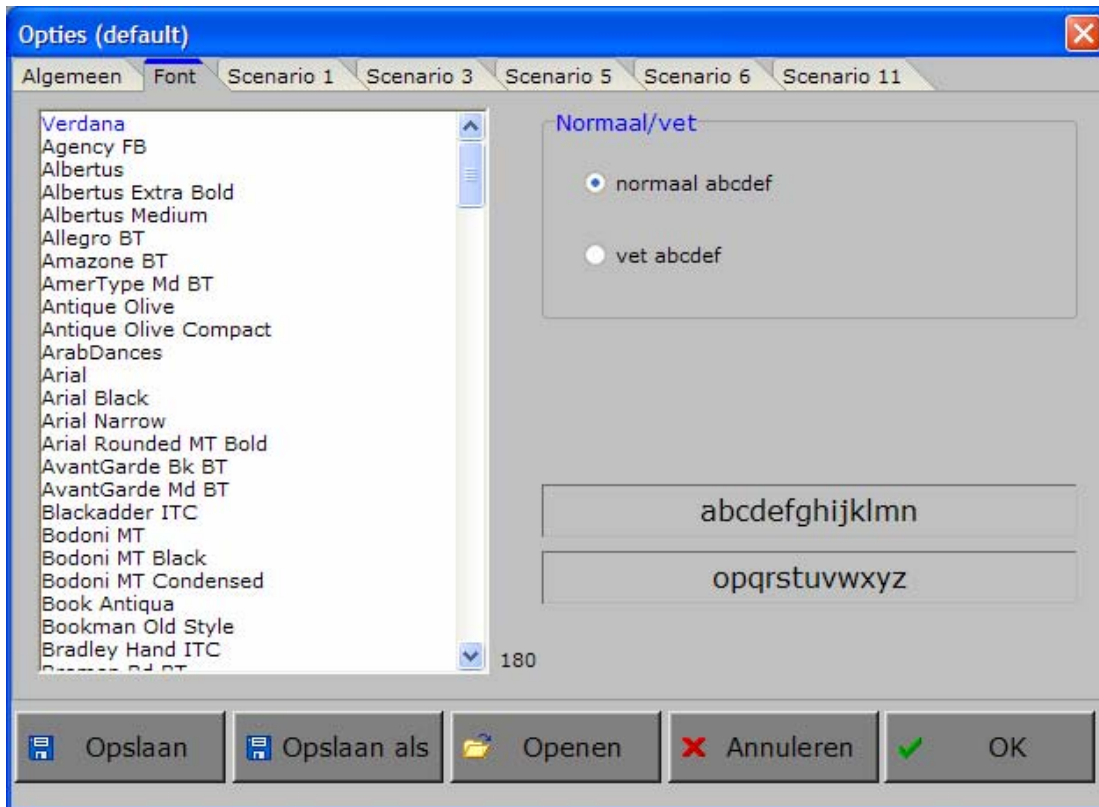 Opties (default)
Algemeen Font Scenario 1 Scenario 3 Scenario 5 Scenario 6 Scenario 11
Verdana
Agency FB
Albertus
Albertus Extra Bold
Albertus Medium
Allegro BT
Amazone BT
AmerType Md BT
Antique Olive
Antique Olive Compact
ArabDances
Arial
Arial Black
Arial Narrow
Arial Rounded MT Bold
AvantGarde Bk BT
AvantGarde Md BT
Blackadder ITC
Bodoni MT
Bodoni MT Black
Bodoni MT Condensed
Book Antiqua
Bookman Old Style
Bradley Hand ITC
Normaal/vet
normaal abcdef
vet abcdef
abcdefghijklmn
opqrstuvwxyz
180
Opslaan Opslaan als Openen Annuleren OK